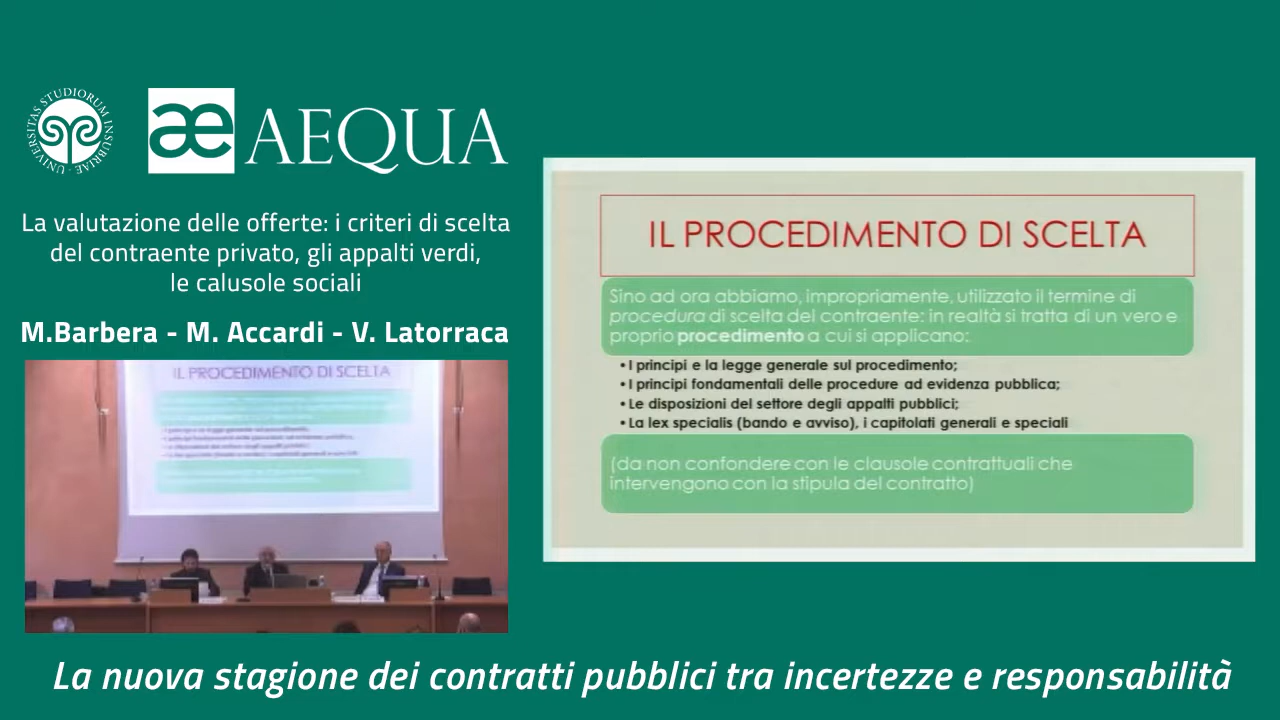 UNIVERSITAS STUDIORUM INSUBRIAE
æ AEQUA
La valutazione delle offerte: i criteri di scelta
del contraente privato, gli appalti verdi,
le calusole sociali
M.Barbera - M. Accardi - V. Latorraca
IL PROCEDIMENTO DI SCELTA
IL PROCEDIMENTO DI SCELTA
Sino ad ora abbiamo, impropriamente, utilizzato il termine di
procedura di scelta del contraente: in realtà si tratta di un vero e
proprio procedimento a cui si applicano:
• I principi e la legge generale sul procedimento;
• I principi fondamentali delle procedure ad evidenza pubblica;
• Le disposizioni del settore degli appalti pubblici;
• La lex specialis (bando e avviso), i capitolati generali e speciali
(da non confondere con le clausole contrattuali che
intervengono con la stipula del contratto)
La nuova stagione dei contratti pubblici tra incertezze e responsabilità